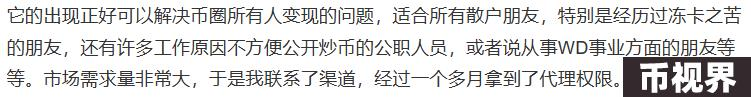 它的出现正好可以解决币圈所有人变现的问题，适合所有散户朋友，特别是经历过冻卡之苦
的朋友，还有许多工作原因不方便公开炒币的公职人员，或者说从事WD事业方面的朋友等
等。市场需求量非常大，于是我联系了渠道，经过一个多月拿到了代理权限。
币视界